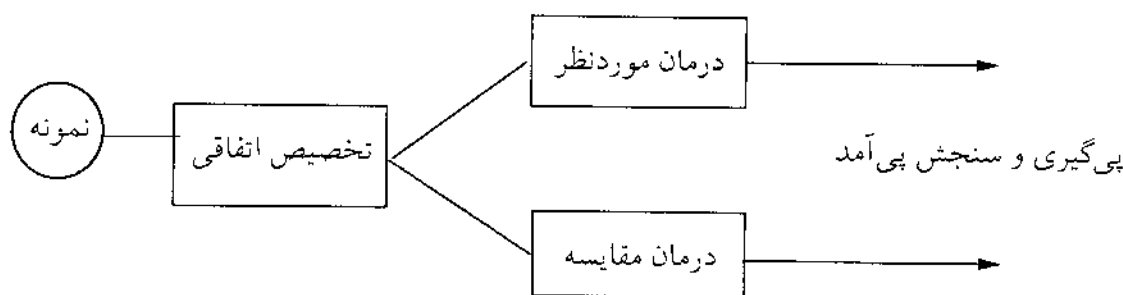 نمونه
تخصیص اتفاقی
درمان موردنظر
درمان مقایسه
پی‌گیری و سنجش پی‌آمد